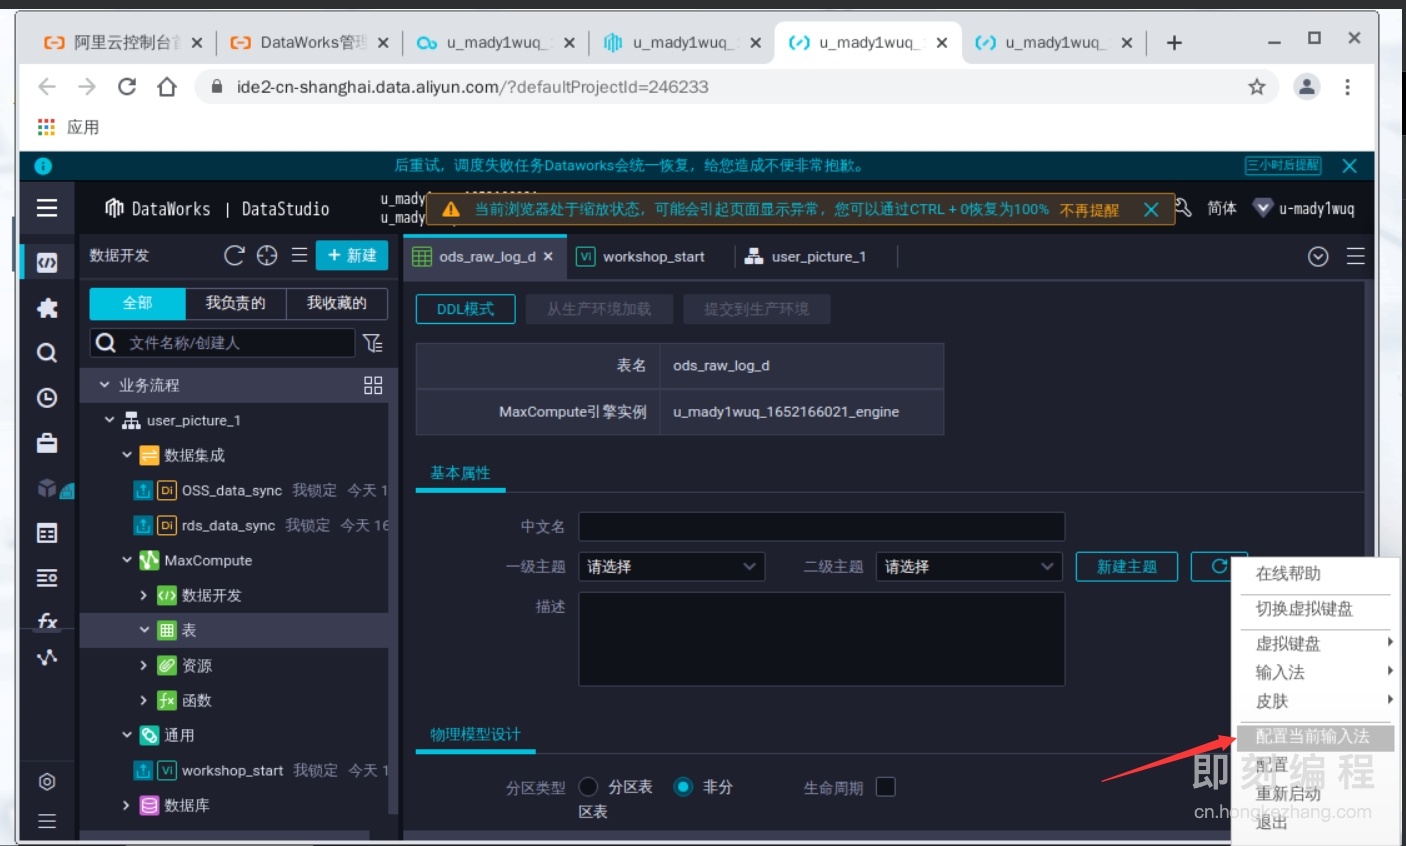 阿里云控制台首
DataWorks管理
u_mady1wuq_
u_mady1wuq_
u_mady1wuq_
u_mady1wuq_
ide2-cn-shanghai.data.aliyun.com/?defaultProjectId=246233
应用
后重试，调度失败任务Dataworks会统一恢复，给您造成不便非常抱歉。
三小时后提醒
DataWorks | DataStudio
u_mady
u_mady
当前浏览器处于缩放状态，可能会引起页面显示异常，您可以通过CTRL + 0恢复为100%
不再提醒
简体
u-mady1wuq
数据开发
+ 新建
ods_raw_log_d
Vi workshop_start
user_picture_1
全部
我负责的
我收藏的
DDL模式
从生产环境加载
提交到生产环境
文件名称/创建人
表名
ods_raw_log_d
业务流程
MaxCompute引擎实例
u_mady1wuq_1652166021_engine
user_picture_1
数据集成
基本属性
Di OSS_data_sync 我锁定 今天 1
Di rds_data_sync 我锁定 今天 16
中文名
MaxCompute
一级主题
请选择
二级主题
请选择
新建主题
数据开发
描述
表
资源
函数
通用
物理模型设计
Vi workshop_start 我锁定 今天 1
分区类型
分区表
非分
区表
生命周期
数据库
fx
在线帮助
切换虚拟键盘
虚拟键盘
输入法
皮肤
配置当前输入法
配置
重新启动
退出
即刻编程
cn.hongkezhang.com